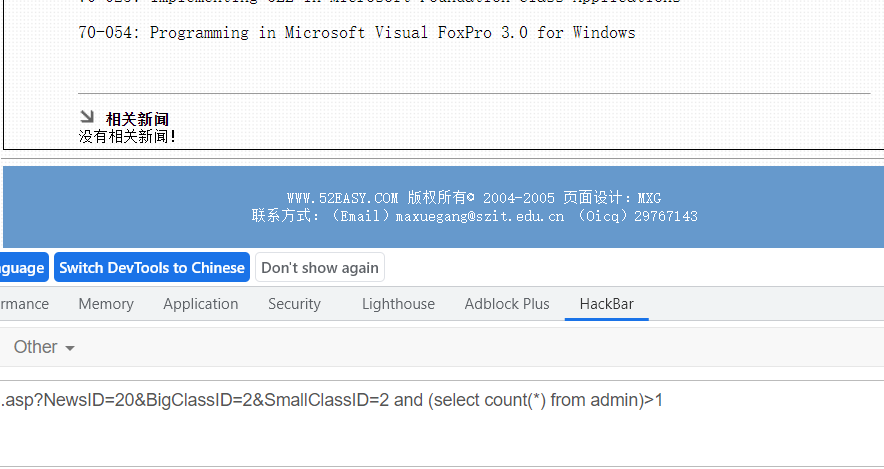 70-054: Programming in Microsoft Visual FoxPro 3.0 for Windows
相关新闻
没有相关新闻!
WWW.52EASY.COM 版权所有© 2004-2005 页面设计：MXG
联系方式：（Email）maxuegang@szit.edu.cn （Oicq）29767143
nguage Switch DevTools to Chinese Don't show again
rmance Memory Application Security Lighthouse Adblock Plus HackBar
Other
.asp?NewsID=20&BigClassID=2&SmallClassID=2 and (select count(*) from admin)>1